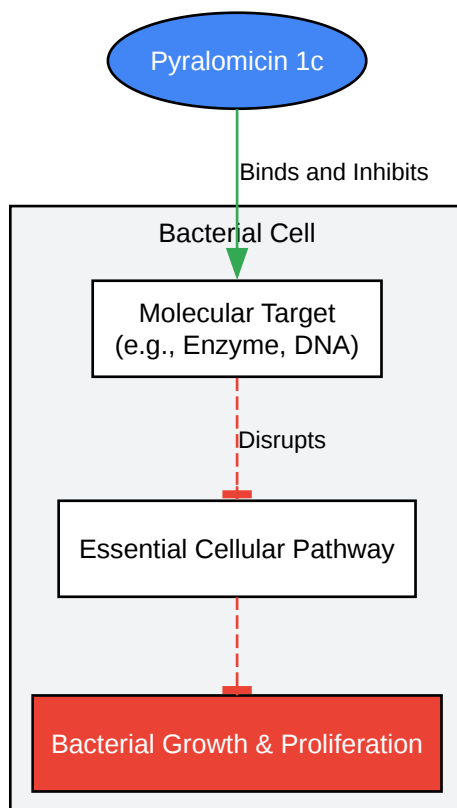 Pyralomicin 1c
Binds and Inhibits
Bacterial Cell
Molecular Target
(e.g., Enzyme, DNA)
Disrupts
Essential Cellular Pathway
Bacterial Growth & Proliferation